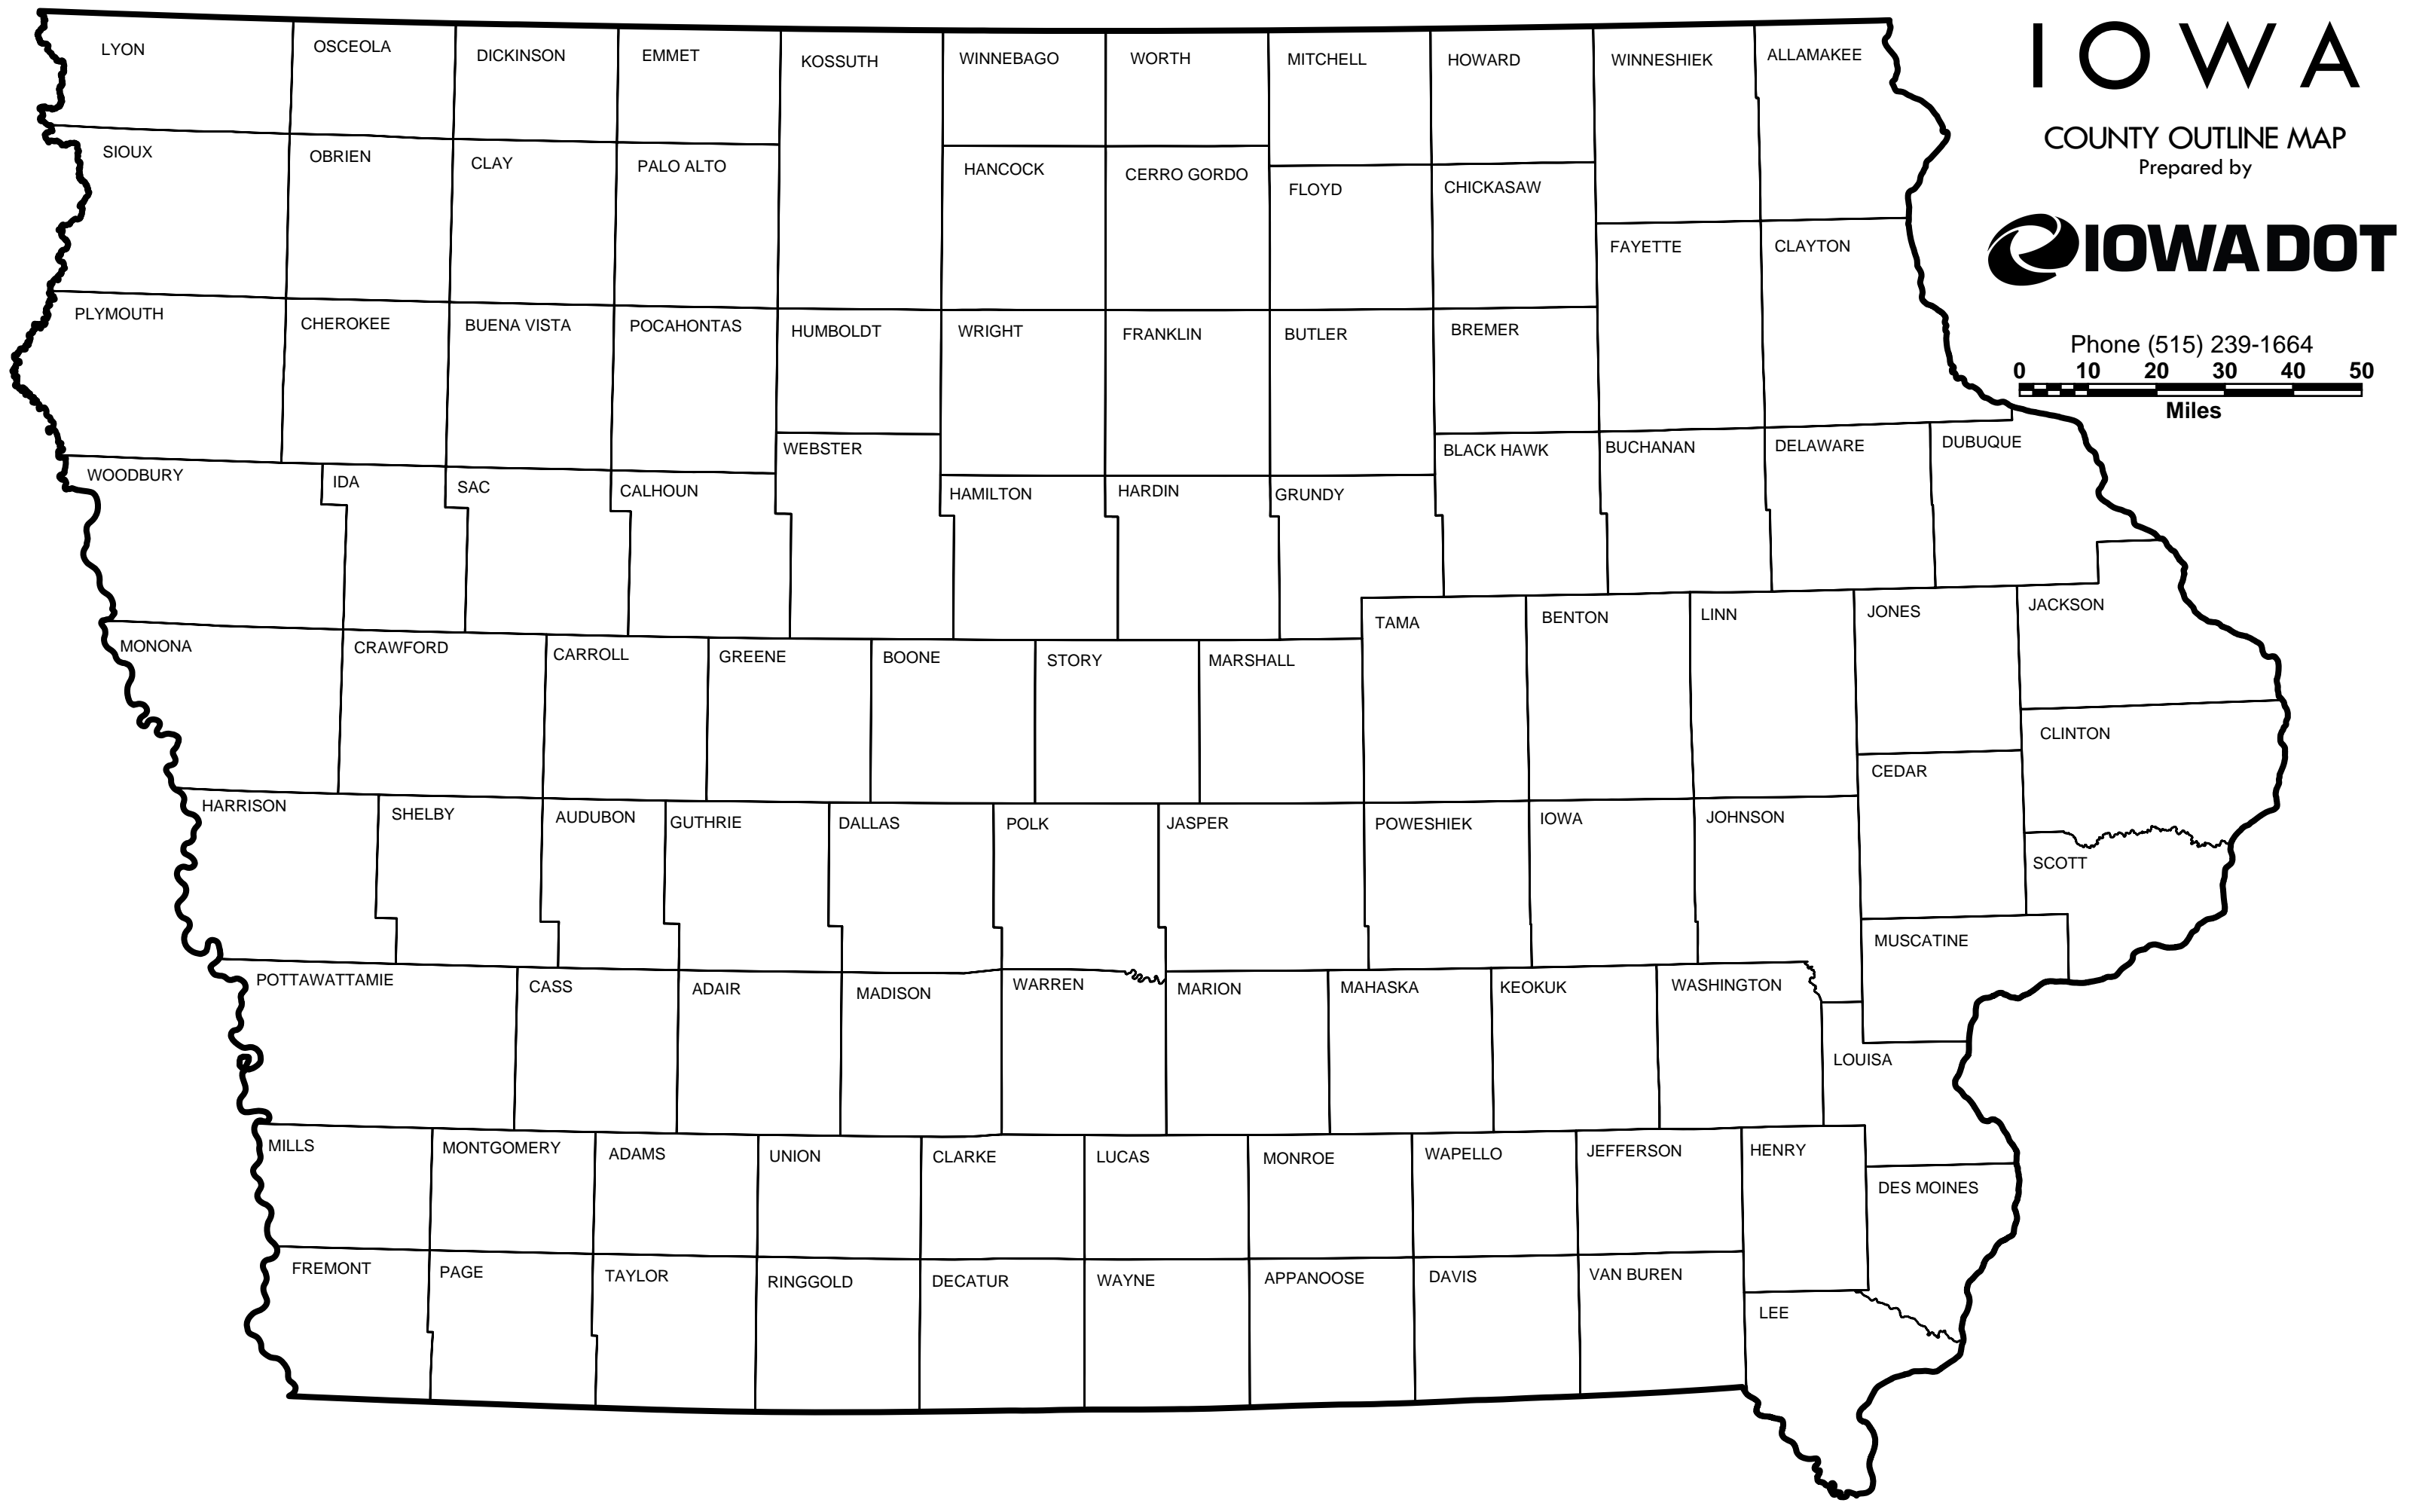 IOWA
COUNTY OUTLINE MAP
Prepared by
IOWADOT
Phone (515) 239-1664
0 10 20 30 40 50
Miles
LYON
OSCEOLA
DICKINSON
EMMET
KOSSUTH
WINNEBAGO
WORTH
MITCHELL
HOWARD
WINNESHIEK
ALLAMAKEE
SIOUX
OBRIEN
CLAY
PALO ALTO
HANCOCK
CERRO GORDO
FLOYD
CHICKASAW
FAYETTE
CLAYTON
PLYMOUTH
CHEROKEE
BUENA VISTA
POCAHONTAS
HUMBOLDT
WRIGHT
FRANKLIN
BUTLER
BREMER
WEBSTER
BLACK HAWK
BUCHANAN
DELAWARE
DUBUQUE
WOODBURY
IDA
SAC
CALHOUN
HAMILTON
HARDIN
GRUNDY
TAMA
BENTON
LINN
JONES
JACKSON
MONONA
CRAWFORD
CARROLL
GREENE
BOONE
STORY
MARSHALL
CLINTON
CEDAR
HARRISON
SHELBY
AUDUBON
GUTHRIE
DALLAS
POLK
JASPER
POWESHIEK
IOWA
JOHNSON
SCOTT
MUSCATINE
POTTAWATTAMIE
CASS
ADAIR
MADISON
WARREN
MARION
MAHASKA
KEOKUK
WASHINGTON
LOUISA
MILLS
MONTGOMERY
ADAMS
UNION
CLARKE
LUCAS
MONROE
WAPELLO
JEFFERSON
HENRY
DES MOINES
FREMONT
PAGE
TAYLOR
RINGGOLD
DECATUR
WAYNE
APPANOOSE
DAVIS
VAN BUREN
LEE